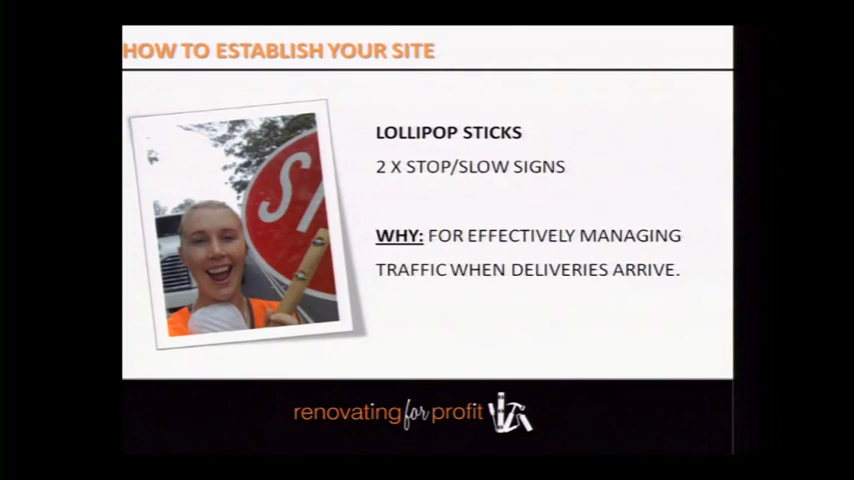 HOW TO ESTABLISH YOUR SITE
LOLLIPOP STICKS
2 X STOP/SLOW SIGNS
WHY: FOR EFFECTIVELY MANAGING
TRAFFIC WHEN DELIVERIES ARRIVE.
renovating for profit